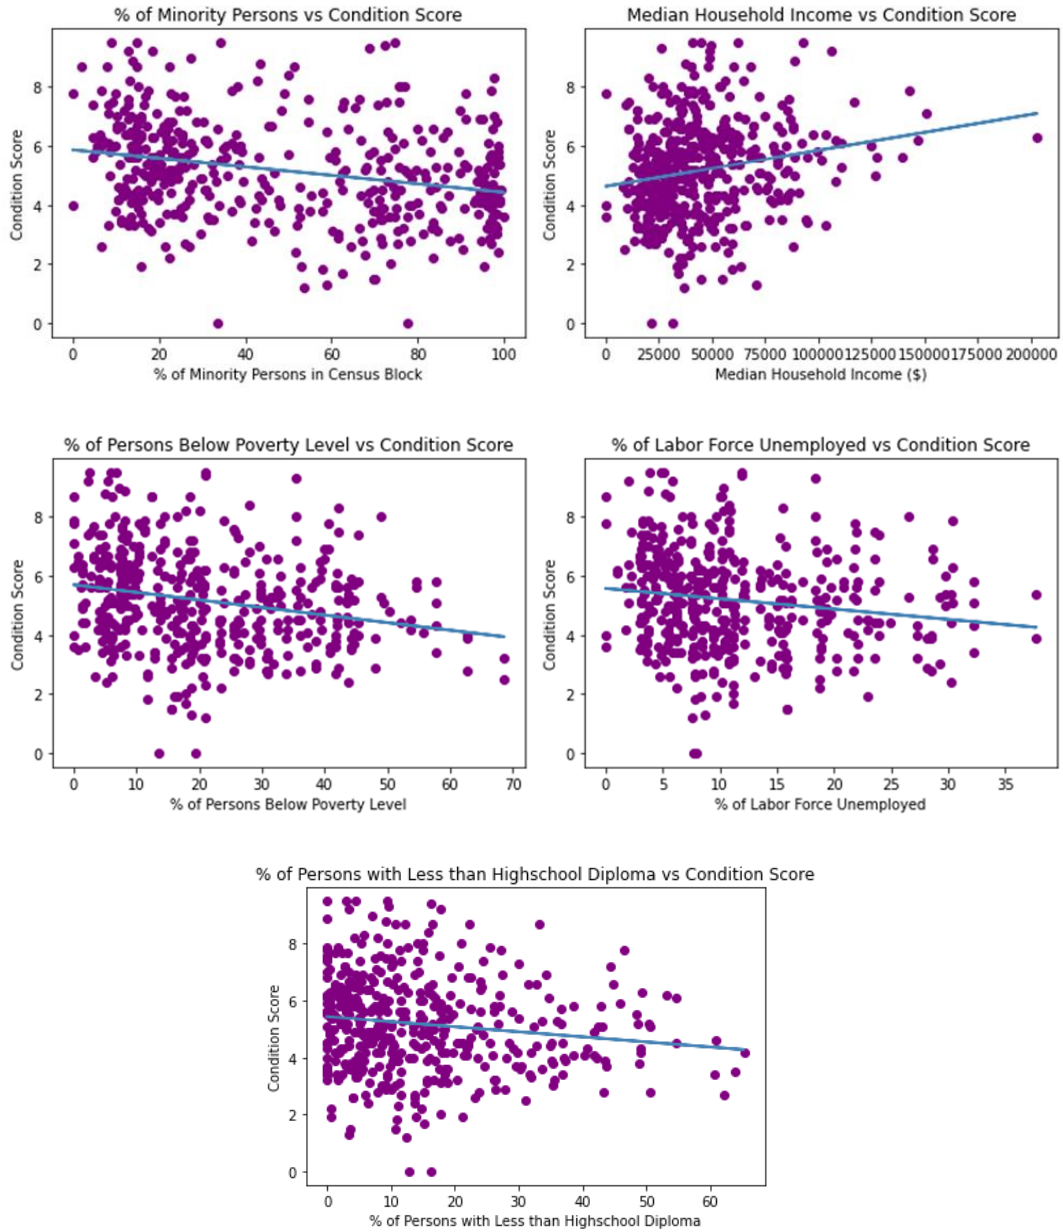 % of Minority Persons vs Condition Score
Condition Score
8
6
4
2
0
0 20 40 60 80 100
% of Minority Persons in Census Block
Median Household Income vs Condition Score
Condition Score
8
6
4
2
0
0 25000 50000 75000 100000 125000 150000 175000 200000
Median Household Income ($)
% of Persons Below Poverty Level vs Condition Score
Condition Score
8
6
4
2
0
0 10 20 30 40 50 60 70
% of Persons Below Poverty Level
% of Labor Force Unemployed vs Condition Score
Condition Score
8
6
4
2
0
0 5 10 15 20 25 30 35
% of Labor Force Unemployed
% of Persons with Less than Highschool Diploma vs Condition Score
Condition Score
8
6
4
2
0
0 10 20 30 40 50 60
% of Persons with Less than Highschool Diploma